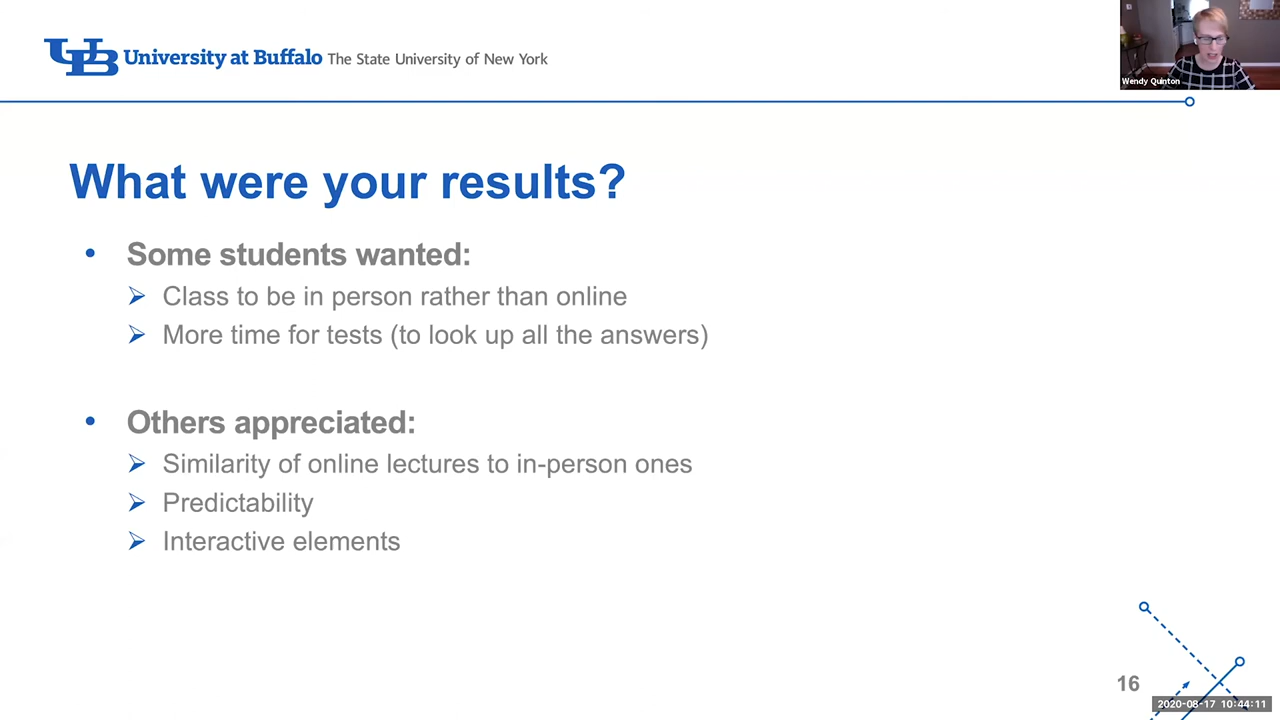 University at Buffalo The State University of New York
Wendy Quinton
What were your results?
• Some students wanted:
➢ Class to be in person rather than online
➢ More time for tests (to look up all the answers)
• Others appreciated:
➢ Similarity of online lectures to in-person ones
➢ Predictability
➢ Interactive elements
16
2020-08-17 10:44:11